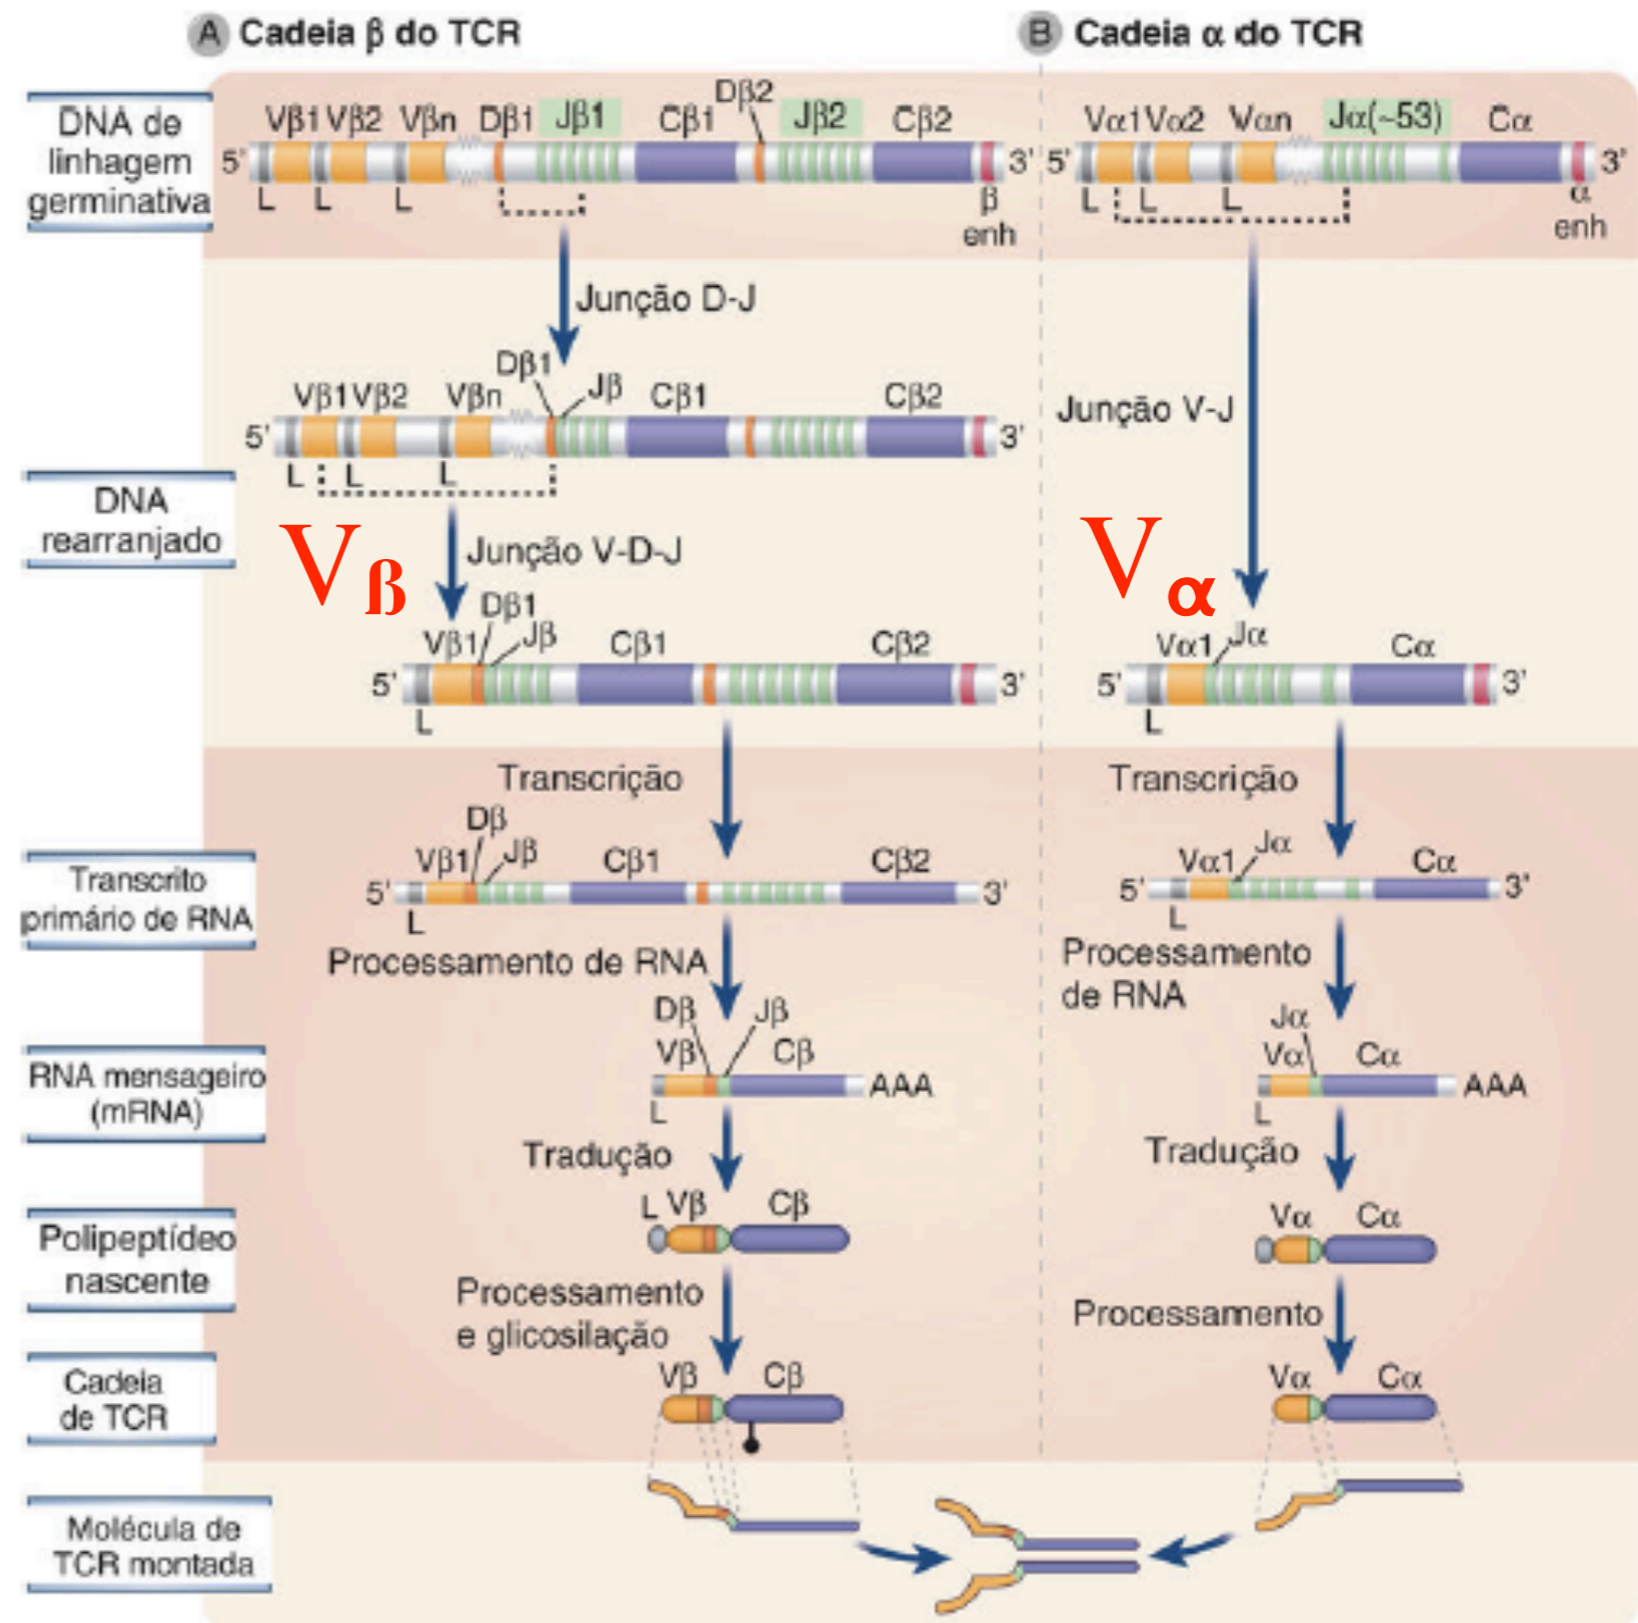 A Cadeia β do TCR
B Cadeia α do TCR
DNA de
linhagem
germinativa
Vβ1 Vβ2 Vβn Dβ1 Jβ1 Cβ1 Dβ2 Jβ2 Cβ2
5' 3'
L L L
β
enh
Vα1 Vα2 Vαn Jα(~53) Cα
5' 3'
L L L
α
enh
Junção D-J
Dβ1
Jβ
Vβ1 Vβ2 Vβn Cβ1 Cβ2
5' 3'
L L L
Junção V-J
DNA
rearranjado
Vß
Junção V-D-J
Vα
Dβ1
Vβ1 Jβ Cβ1 Cβ2
5' 3'
L
Vα1 Jα Cα
5' 3'
L
Transcrição
Transcrição
Transcrito
primário de RNA
Dβ
Vβ1 Jβ Cβ1 Cβ2
5' 3'
L
Vα1 Jα Cα
5' 3'
L
Processamento de RNA
Processamento
de RNA
RNA mensageiro
(mRNA)
Dβ Jβ
Vβ Cβ
AAA
L
Jα
Vα Cα
AAA
L
Tradução
Tradução
Polipeptídeo
nascente
L Vβ Cβ
Vα Cα
Processamento
e glicosilação
Processamento
Cadeia
de TCR
Vβ Cβ
Vα Cα
Molécula de
TCR montada